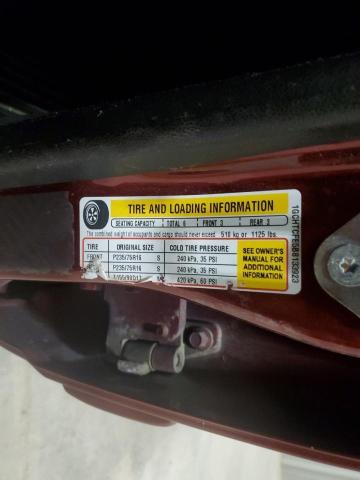 TIRE AND LOADING INFORMATION
SEATING CAPACITY TOTAL 6 FRONT 3 REAR 3
The combined weight of occupants and cargo should never exceed 510 kg or 1125 lbs.
TIRE ORIGINAL SIZE COLD TIRE PRESSURE
FRONT P235/75R16 S 240 kPa, 35 PSI
P235/75R16 S 240 kPa, 35 PSI
420 kPa, 60 PSI
SEE OWNER'S
MANUAL FOR
ADDITIONAL
INFORMATION